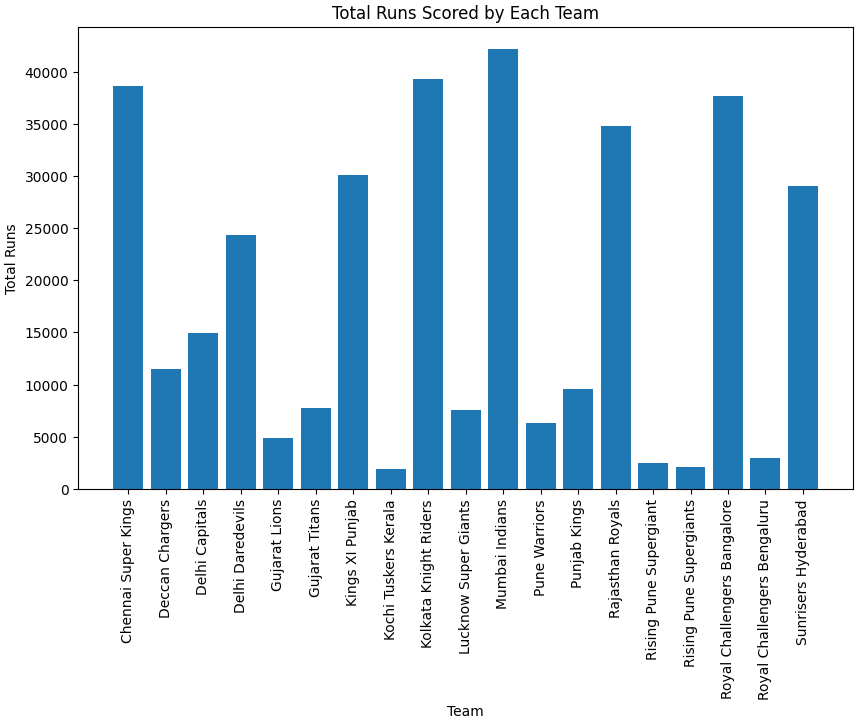 Total Runs Scored by Each Team
Total Runs
40000
35000
30000
25000
20000
15000
10000
5000
0
Chennai Super Kings
Deccan Chargers
Delhi Capitals
Delhi Daredevils
Gujarat Lions
Gujarat Titans
Kings XI Punjab
Kochi Tuskers Kerala
Kolkata Knight Riders
Lucknow Super Giants
Mumbai Indians
Pune Warriors
Punjab Kings
Rajasthan Royals
Rising Pune Supergiant
Rising Pune Supergiants
Royal Challengers Bangalore
Royal Challengers Bengaluru
Sunrisers Hyderabad
Team